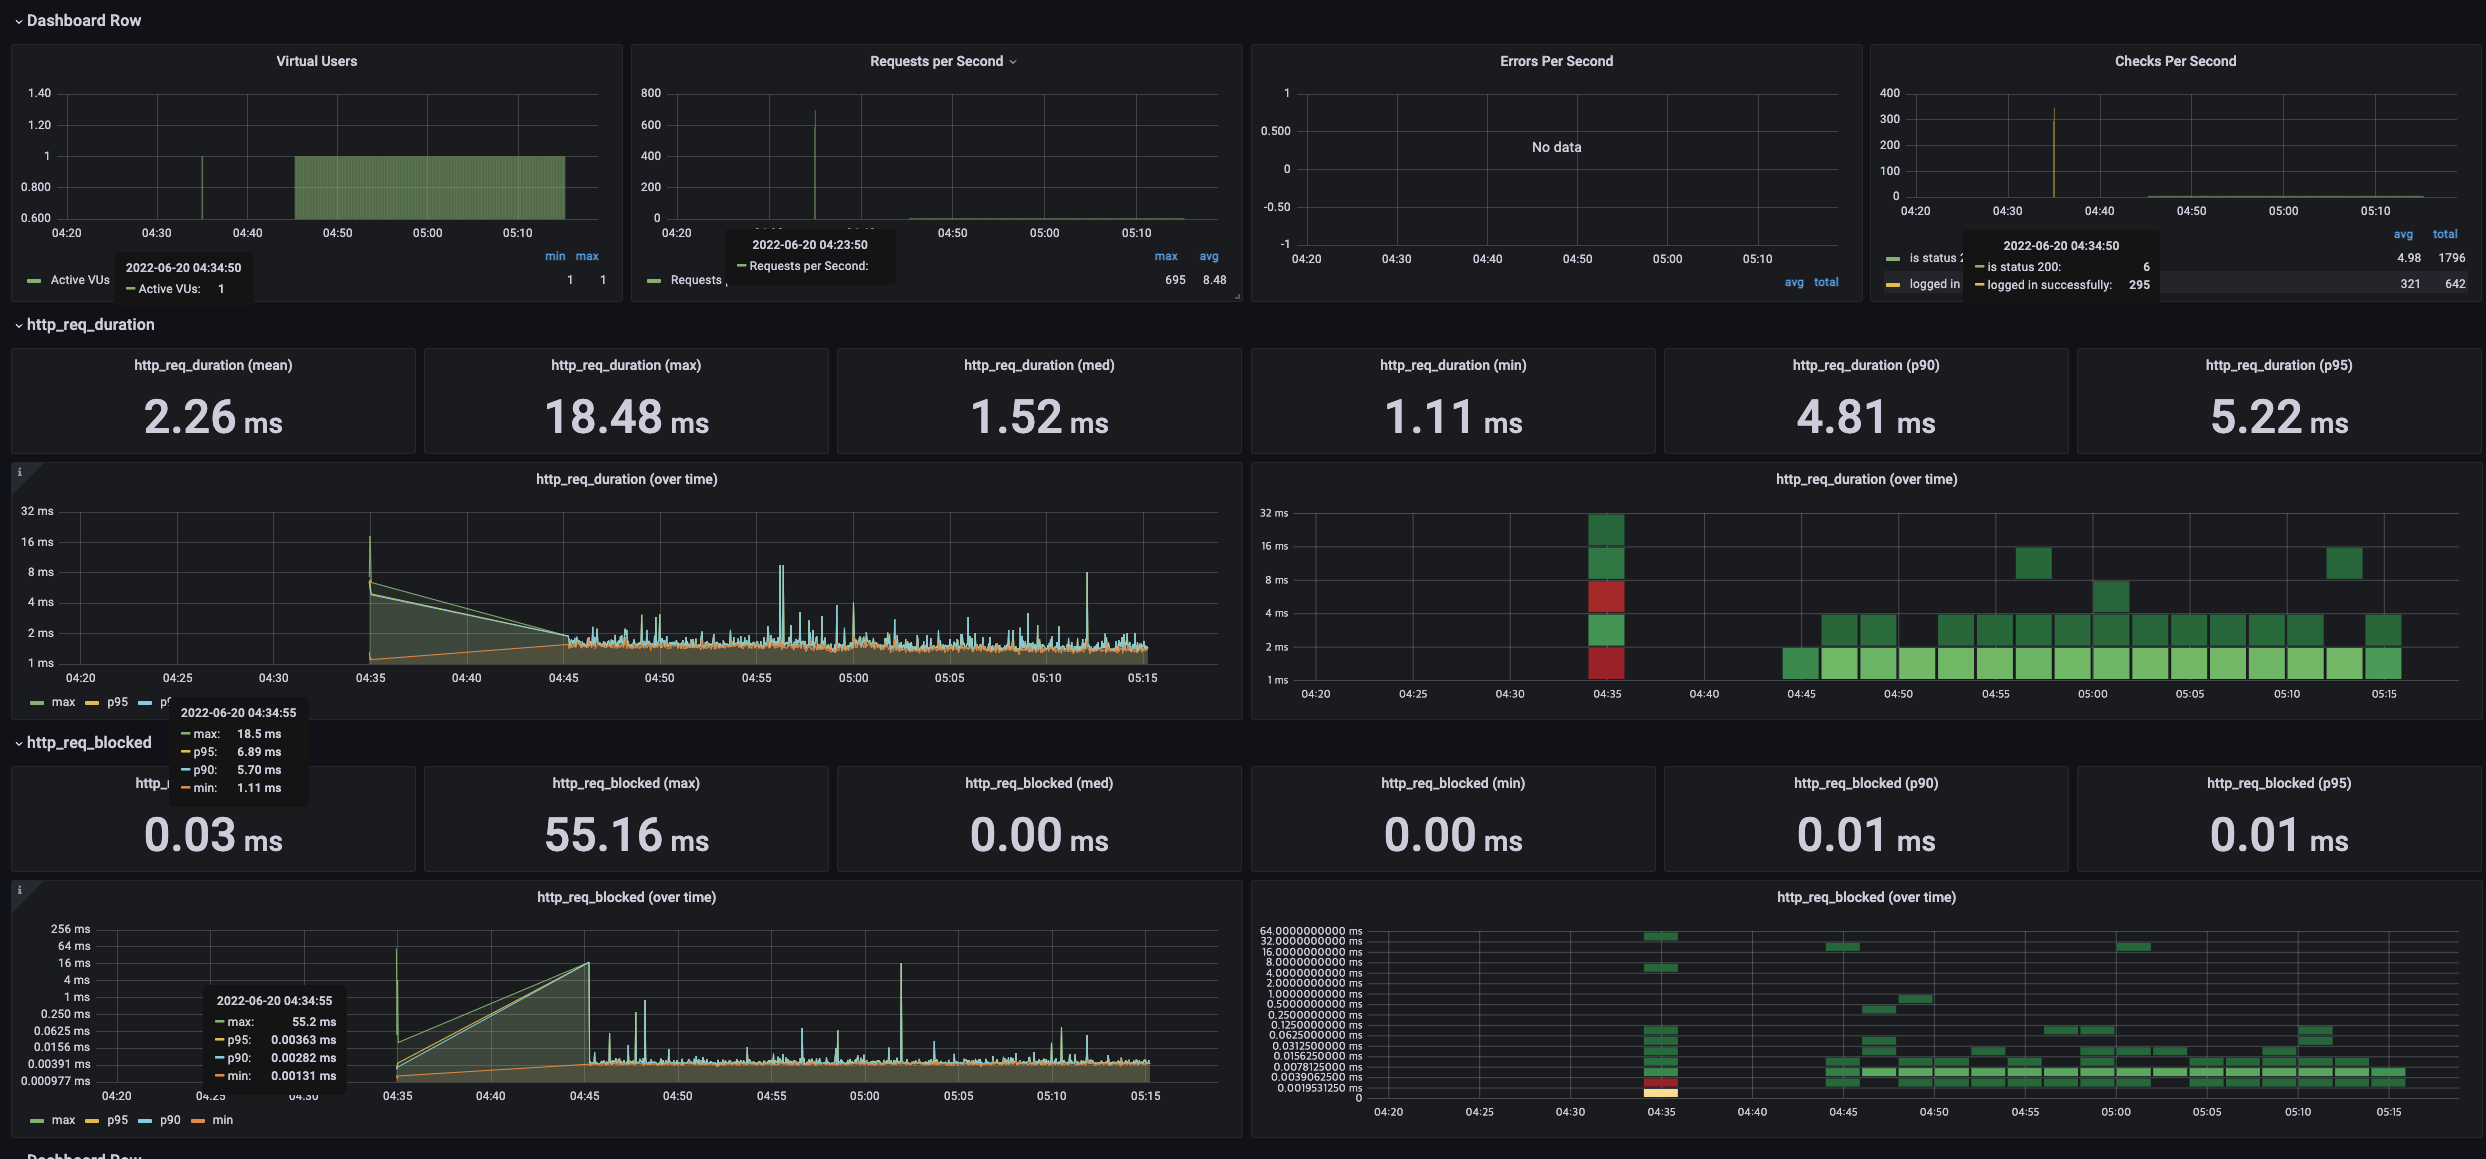 Dashboard Row
Virtual Users
1.40
1.20
1
0.800
0.600
04:20 04:30 04:40 04:50 05:00 05:10
min max
Active VUs 1 1
2022-06-20 04:34:50
Active VUs: 1
Requests per Second
800
600
400
200
0
04:20 04:50 05:00 05:10
max avg
Requests 695 8.48
2022-06-20 04:23:50
Requests per Second:
Errors Per Second
1
0.500
0
-0.50
-1
No data
04:20 04:30 04:40 04:50 05:00 05:10
avg total
Checks Per Second
400
300
200
100
0
04:20 04:30 04:40 04:50 05:00 05:10
avg total
is status 4.98 1796
logged in 321 642
2022-06-20 04:34:50
is status 200: 6
logged in successfully: 295
http_req_duration
http_req_duration (mean)
2.26 ms
http_req_duration (max)
18.48 ms
http_req_duration (med)
1.52 ms
http_req_duration (min)
1.11 ms
http_req_duration (p90)
4.81 ms
http_req_duration (p95)
5.22 ms
i
http_req_duration (over time)
32 ms
16 ms
8 ms
4 ms
2 ms
1 ms
04:20 04:25 04:30 04:35 04:40 04:45 04:50 04:55 05:00 05:05 05:10 05:15
max p95
2022-06-20 04:34:55
max: 18.5 ms
p95: 6.89 ms
p90: 5.70 ms
min: 1.11 ms
http_req_duration (over time)
32 ms
16 ms
8 ms
4 ms
2 ms
1 ms
04:20 04:25 04:30 04:35 04:40 04:45 04:50 04:55 05:00 05:05 05:10 05:15
http_req_blocked
0.03 ms
http_req_blocked (max)
55.16 ms
http_req_blocked (med)
0.00 ms
http_req_blocked (min)
0.00 ms
http_req_blocked (p90)
0.01 ms
http_req_blocked (p95)
0.01 ms
i
http_req_blocked (over time)
256 ms
64 ms
16 ms
4 ms
1 ms
0.250 ms
0.0625 ms
0.0156 ms
0.00391 ms
0.000977 ms
04:20 04:25 04:30 04:35 04:40 04:45 04:50 04:55 05:00 05:05 05:10 05:15
2022-06-20 04:34:55
max: 55.2 ms
p95: 0.00363 ms
p90: 0.00282 ms
min: 0.00131 ms
max p95 p90 min
http_req_blocked (over time)
64.0000000000 ms
32.0000000000 ms
16.0000000000 ms
8.0000000000 ms
4.0000000000 ms
2.0000000000 ms
1.0000000000 ms
0.5000000000 ms
0.2500000000 ms
0.1250000000 ms
0.0625000000 ms
0.0312500000 ms
0.0156250000 ms
0.0078125000 ms
0.0039062500 ms
0.0019531250 ms
0
04:20 04:25 04:30 04:35 04:40 04:45 04:50 04:55 05:00 05:05 05:10 05:15
Dashboard Row